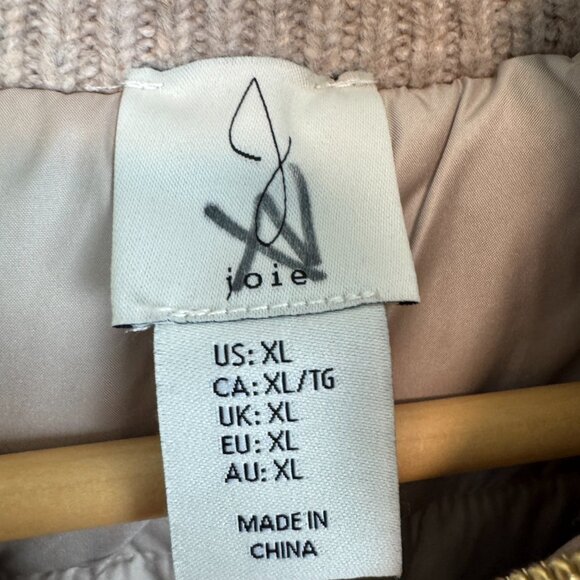 joie
US: XL
CA: XL/TG
UK: XL
EU: XL
AU: XL
MADE IN
CHINA